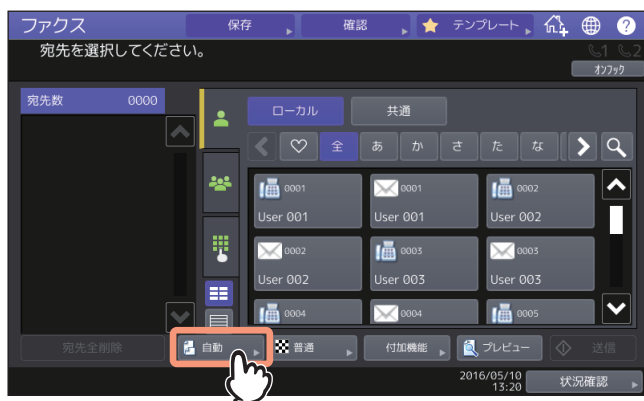 ファクス
保存
確認
テンプレート
?
宛先を選択してください。
1 2
オンフック
宛先数 0000
ローカル
共通
全
あ
か
さ
た
な
0001
User 001
0001
User 001
0002
User 002
0002
User 002
0003
User 003
0003
User 003
0004
0004
0005
宛先全削除
自動
普通
付加機能
プレビュー
送信
2016/05/10
13:20
状況確認